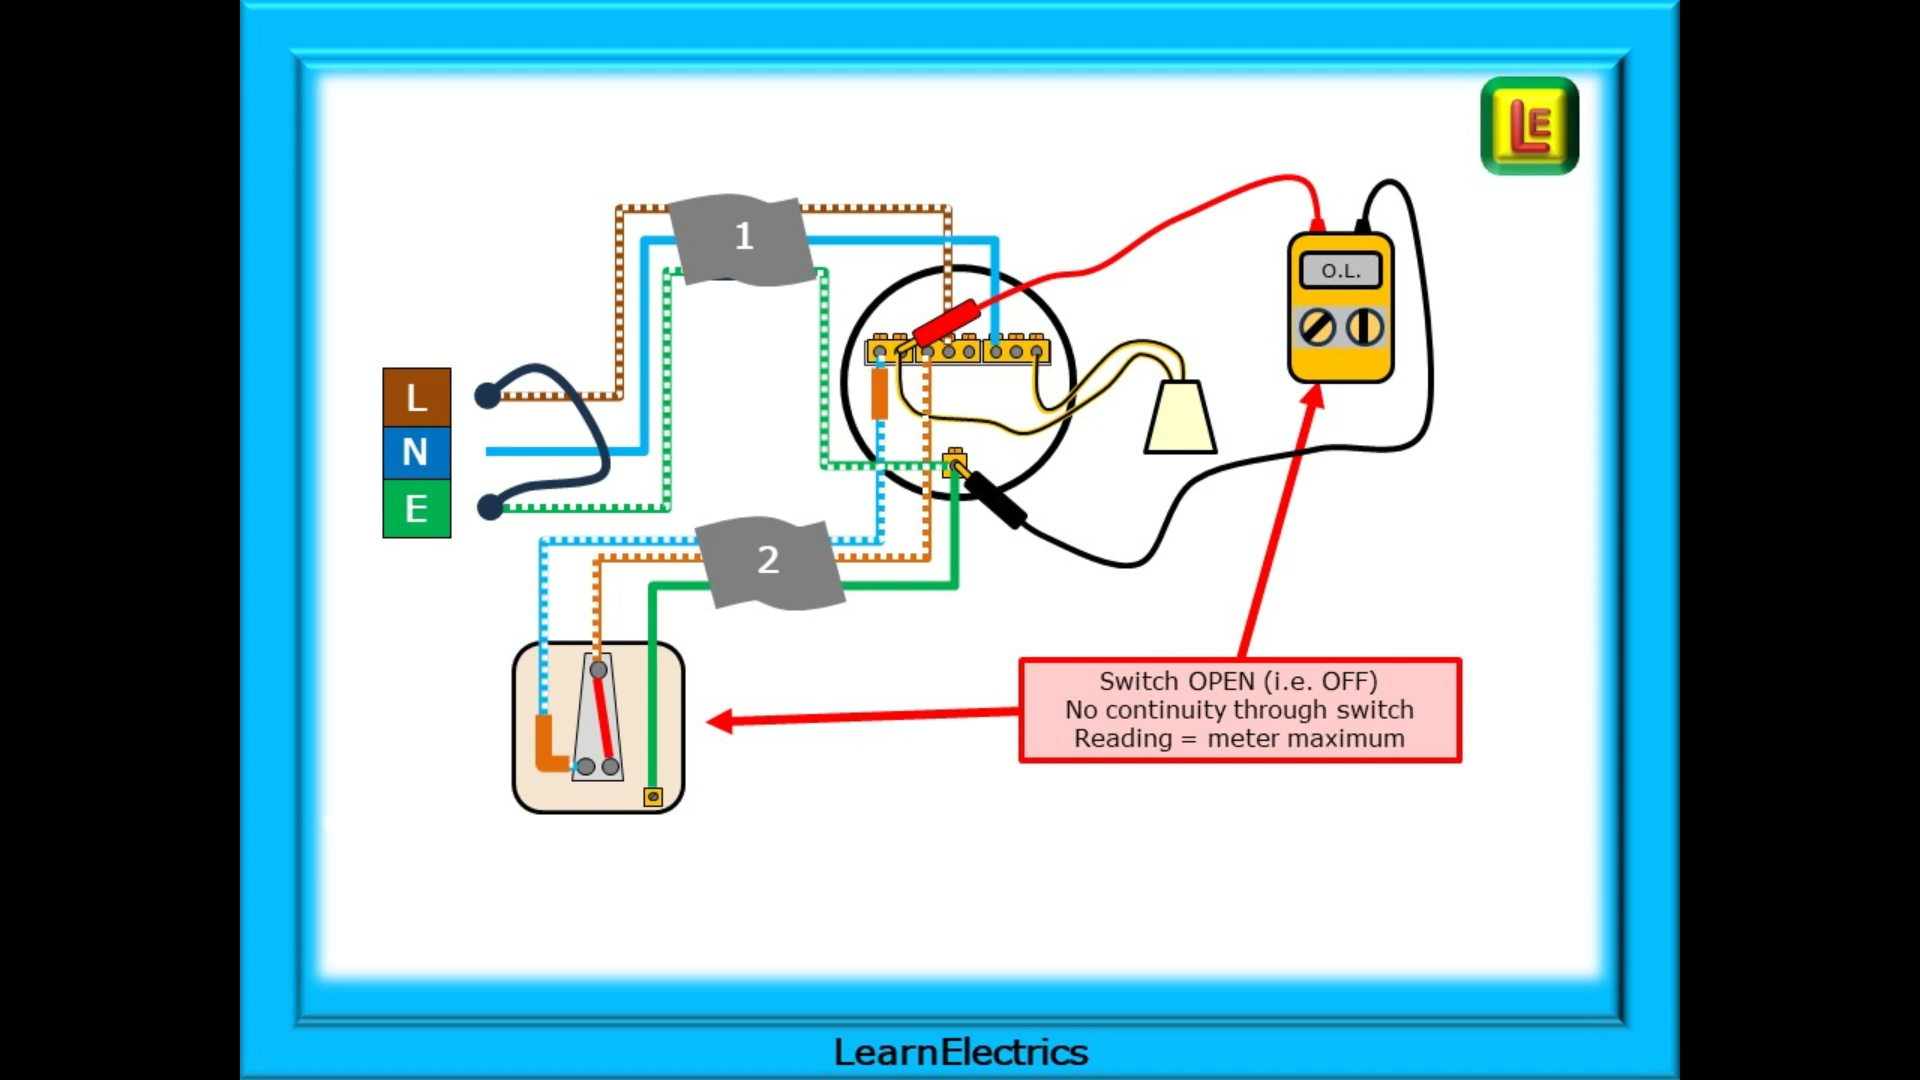 LE
1
O.L.
L
N
E
2
Switch OPEN (i.e. OFF)
No continuity through switch
Reading = meter maximum
LearnElectrics